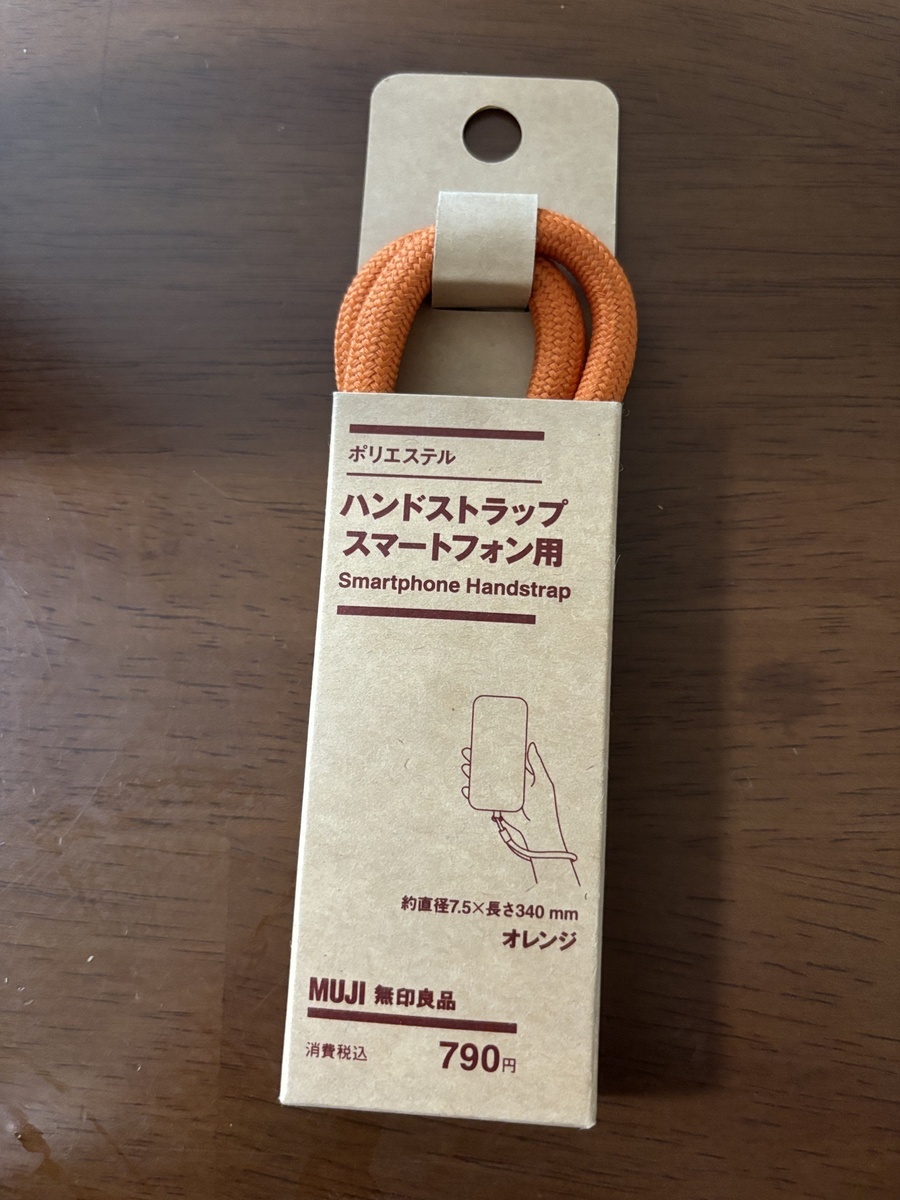 ポリエステル
ハンドストラップ
スマートフォン用
Smartphone Handstrap
約直径7.5×長さ340 mm
オレンジ
MUJI 無印良品
消費税込 790円